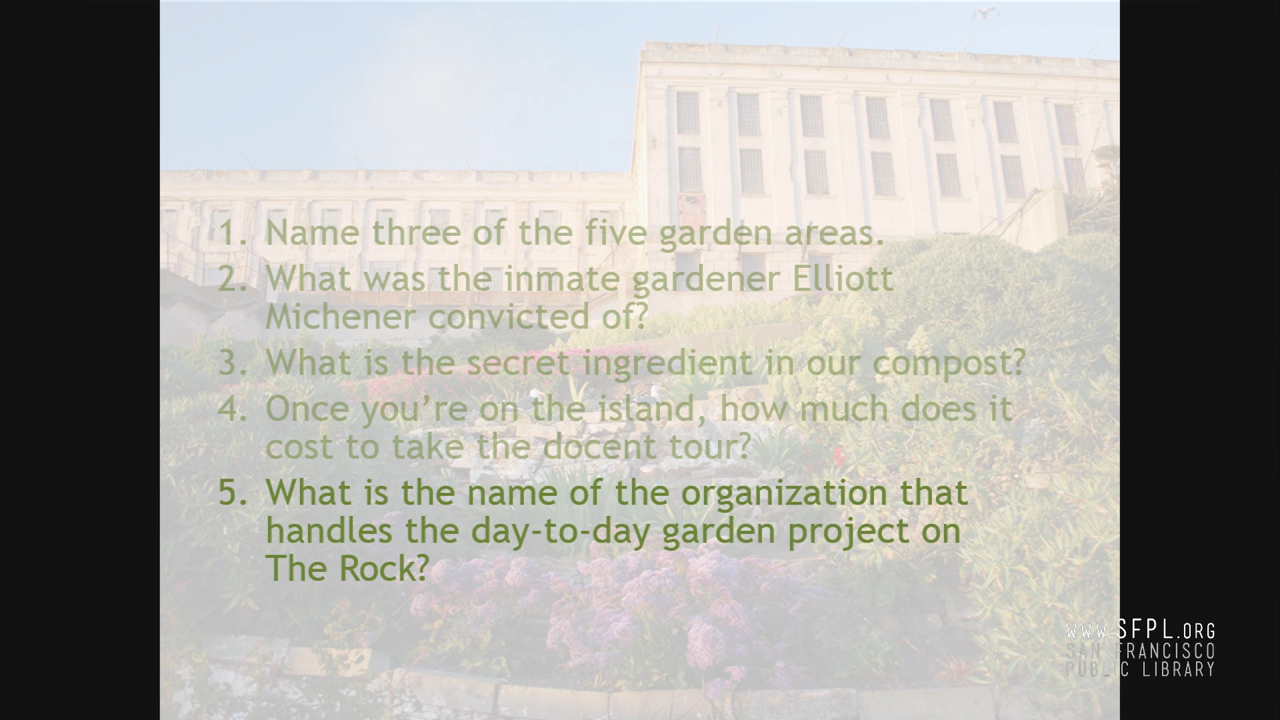 1. Name three of the five garden areas.
2. What was the inmate gardener Elliott
Michener convicted of?
3. What is the secret ingredient in our compost?
4. Once you're on the island, how much does it
cost to take the docent tour?
5. What is the name of the organization that
handles the day-to-day garden project on
The Rock?
WWW.SFPL.ORG
SAN FRANCISCO
PUBLIC LIBRARY